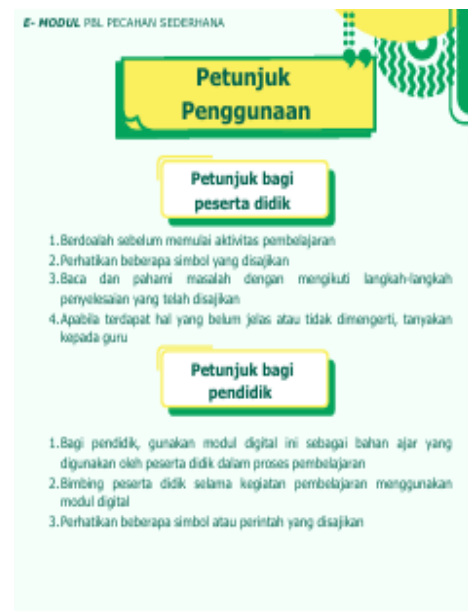 E- MODUL PBL PECAHAN SEDERHANA
Petunjuk
Penggunaan
Petunjuk bagi
peserta didik
1.Berdoalah sebelum memulai aktivitas pembelajaran
2.Perhatikan beberapa simbol yang disajikan
3.Baca dan pahami masalah dengan mengikuti langkah-langkah
penyelesaian yang telah disajikan
4.Apabila terdapat hal yang belum jelas atau tidak dimengerti, tanyakan
kepada guru
Petunjuk bagi
pendidik
1.Bagi pendidik, gunakan modul digital ini sebagai bahan ajar yang
digunakan oleh peserta didik dalam proses pembelajaran
2.Bimbing peserta didik selama kegiatan pembelajaran menggunakan
modul digital
3.Perhatikan beberapa simbol atau perintah yang disajikan